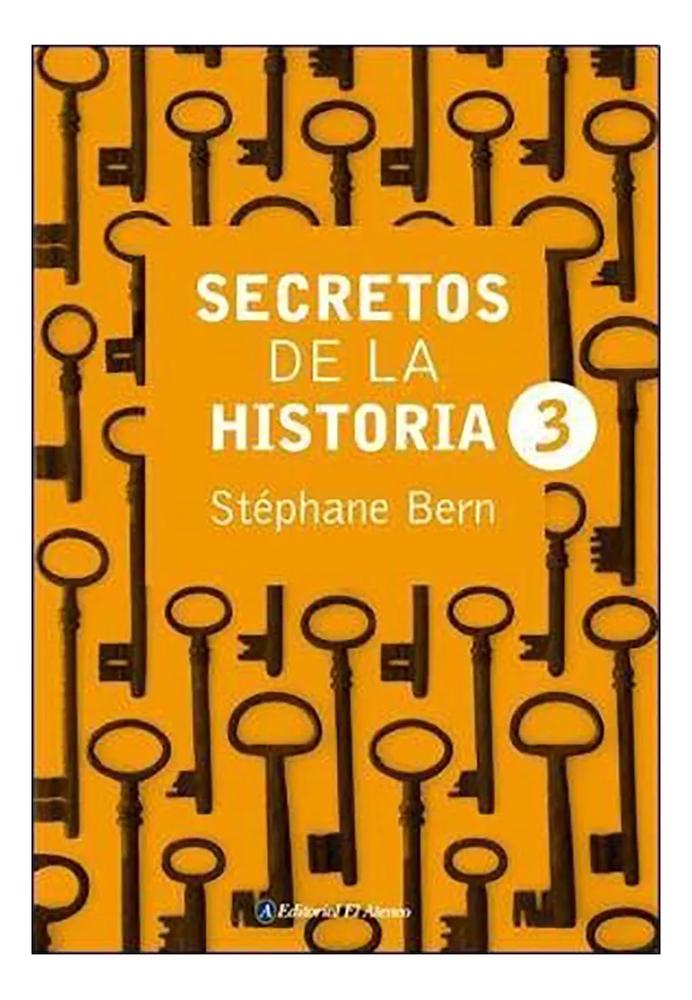 SECRETOS
DE LA
HISTORIA 3
Stéphane Bern
A Editorial El Ateneo